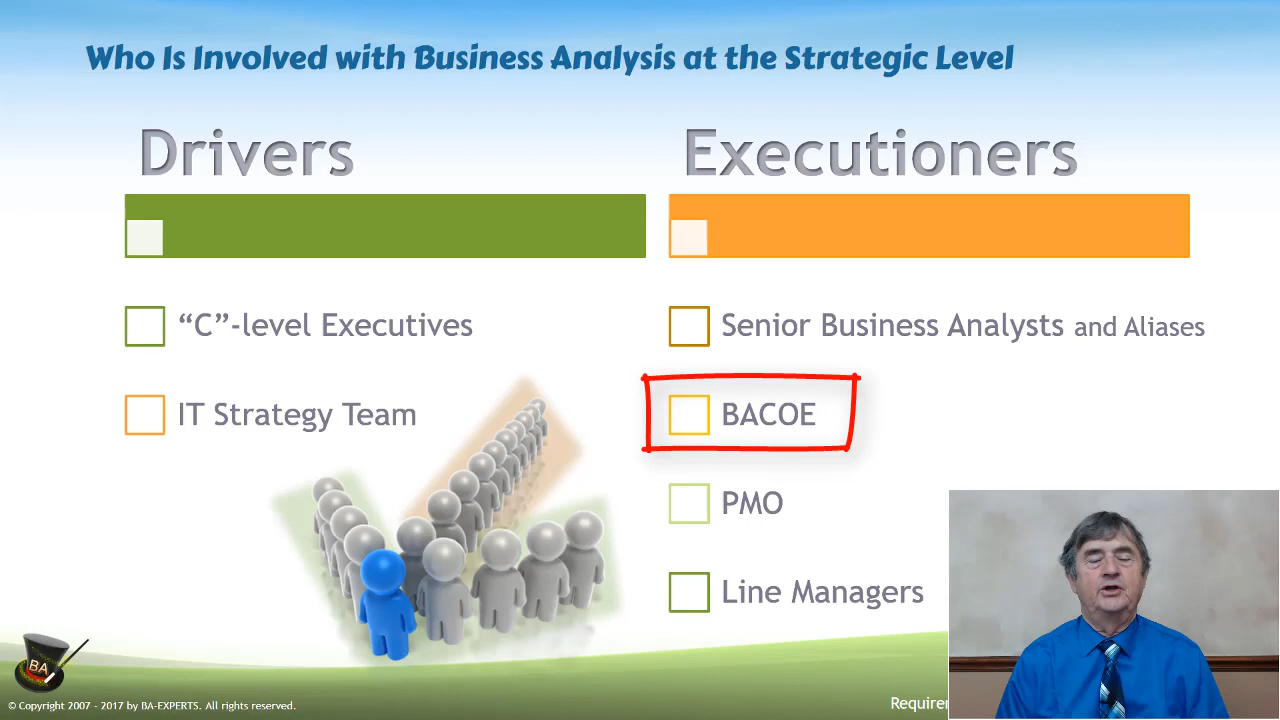 Who Is Involved with Business Analysis at the Strategic Level
Drivers
Executioners
“C”-level Executives
IT Strategy Team
Senior Business Analysts and Aliases
BACOE
PMO
Line Managers
BA
© Copyright 2007 - 2017 by BA-EXPERTS. All rights reserved.